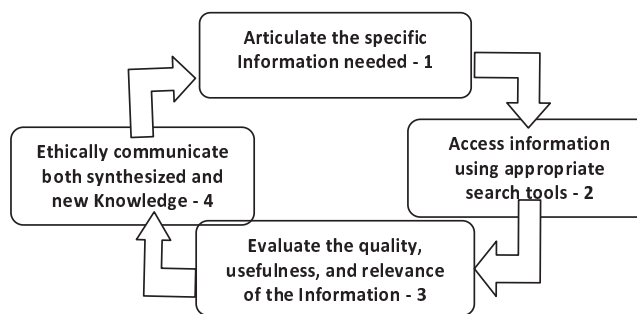 Articulate the specific
Information needed - 1
Access information
using appropriate
search tools - 2
Evaluate the quality,
usefulness, and relevance
of the Information - 3
Ethically communicate
both synthesized and
new Knowledge - 4